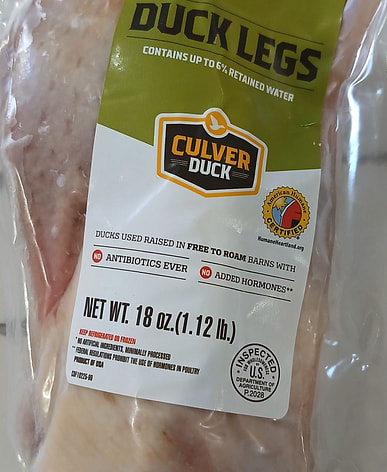 DUCK LEGS
CONTAINS UP TO 6% RETAINED WATER
CULVER
DUCK
American Humane
CERTIFIED
HumaneHeartland.org
DUCKS USED RAISED IN FREE TO ROAM BARNS WITH
NO ANTIBIOTICS EVER
NO ADDED HORMONES**
NET WT. 18 oz.(1.12 lb.)
KEEP REFRIGERATED OR FROZEN
* NO ARTIFICIAL INGREDIENTS, MINIMALLY PROCESSED
** FEDERAL REGULATIONS PROHIBIT THE USE OF HORMONES IN POULTRY
PRODUCT OF USA
INSPECTED
FOR WHOLESOMENESS BY
U.S.
DEPARTMENT OF
AGRICULTURE
P.2028